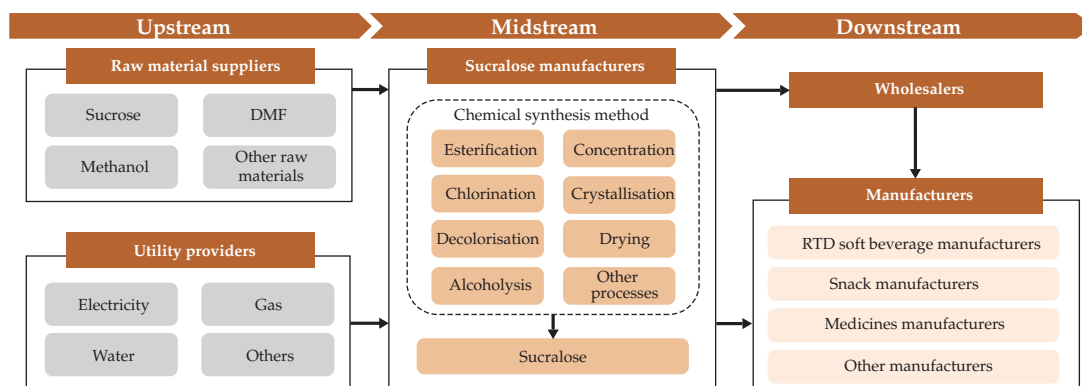 Upstream
Midstream
Downstream
Raw material suppliers
Sucrose
DMF
Methanol
Other raw
materials
Utility providers
Electricity
Gas
Water
Others
Sucralose manufacturers
Chemical synthesis method
Esterification
Concentration
Chlorination
Crystallisation
Decolorisation
Drying
Alcoholysis
Other
processes
Sucralose
Wholesalers
Manufacturers
RTD soft beverage manufacturers
Snack manufacturers
Medicines manufacturers
Other manufacturers